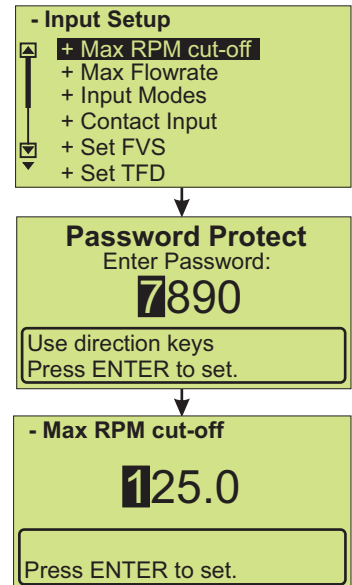 - Input Setup
+ Max RPM cut-off
+ Max Flowrate
+ Input Modes
+ Contact Input
+ Set FVS
+ Set TFD
Password Protect
Enter Password:
7890
Use direction keys
Press ENTER to set.
- Max RPM cut-off
125.0
Press ENTER to set.